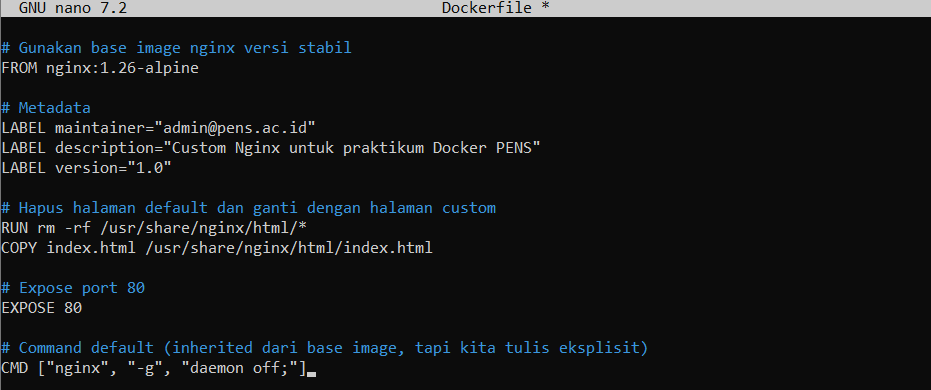 GNU nano 7.2 Dockerfile *
# Gunakan base image nginx versi stabil
FROM nginx:1.26-alpine
# Metadata
LABEL maintainer="admin@pens.ac.id"
LABEL description="Custom Nginx untuk praktikum Docker PENS"
LABEL version="1.0"
# Hapus halaman default dan ganti dengan halaman custom
RUN rm -rf /usr/share/nginx/html/*
COPY index.html /usr/share/nginx/html/index.html
# Expose port 80
EXPOSE 80
# Command default (inherited dari base image, tapi kita tulis eksplisit)
CMD ["nginx", "-g", "daemon off;"]